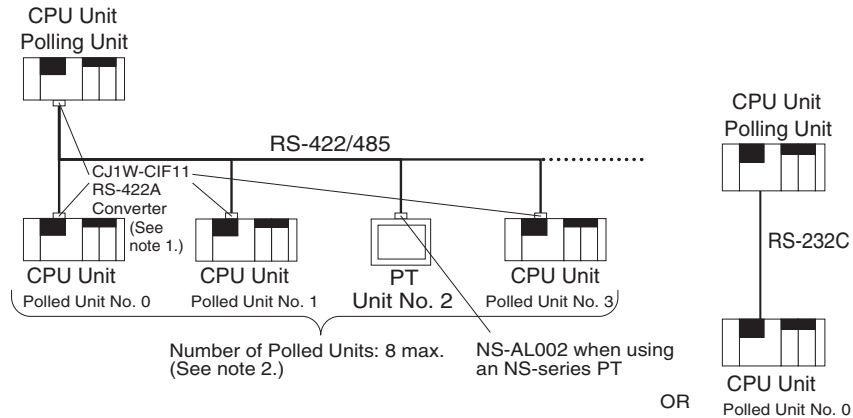 CPU Unit
Polling Unit
RS-422/485
CJ1W-CIF11
RS-422A
Converter
(See
note 1.)
CPU Unit
Polled Unit No. 0
CPU Unit
Polled Unit No. 1
PT
Unit No. 2
CPU Unit
Polled Unit No. 3
Number of Polled Units: 8 max.
(See note 2.)
NS-AL002 when using
an NS-series PT
OR
CPU Unit
Polling Unit
RS-232C
CPU Unit
Polled Unit No. 0